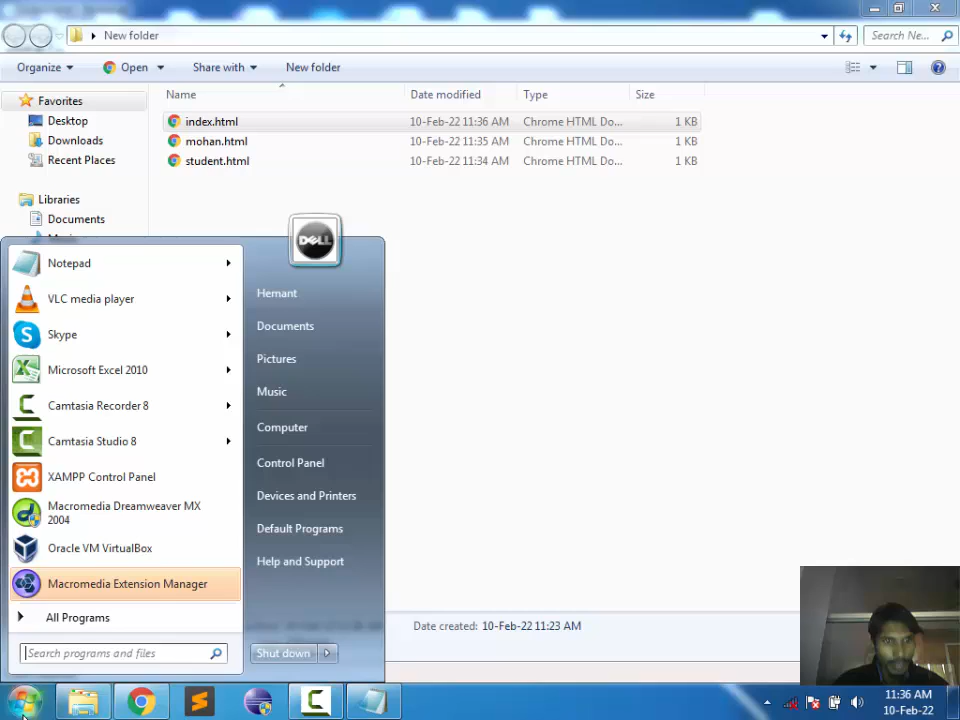 New folder
Search Ne...
Organize
Open
Share with
New folder
Name
Date modified
Type
Size
Favorites
Desktop
Downloads
Recent Places
Libraries
Documents
index.html 10-Feb-22 11:36 AM Chrome HTML Do... 1 KB
mohan.html 10-Feb-22 11:35 AM Chrome HTML Do... 1 KB
student.html 10-Feb-22 11:34 AM Chrome HTML Do... 1 KB
DELL
Notepad
VLC media player
Skype
Microsoft Excel 2010
Camtasia Recorder 8
Camtasia Studio 8
XAMPP Control Panel
Macromedia Dreamweaver MX
2004
Oracle VM VirtualBox
Macromedia Extension Manager
All Programs
Search programs and files
Hemant
Documents
Pictures
Music
Computer
Control Panel
Devices and Printers
Default Programs
Help and Support
Shut down
Date created: 10-Feb-22 11:23 AM
11:36 AM
10-Feb-22